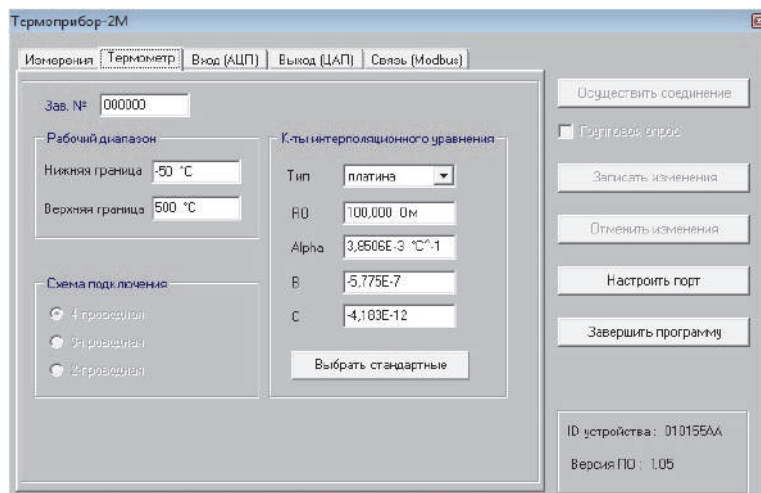 Термоприбор-2М
Измерения Термометр Вход (АЦП) Выход (ЦАП) Связь (Modbus)
Зав. № 000000
Рабочий диапазон
Нижняя граница -50 °C
Верхняя граница 500 °C
Схема подключения
4-проводная
3-проводная
2-проводная
К-ты интерполяционного уравнения
Тип платина
R0 100,000 Ом
Alpha 3,8506E-3 °C^-1
B -5,775E-7
C -4,183E-12
Выбрать стандартные
Осуществить соединение
Групповой опрос
Записать изменения
Отменить изменения
Настроить порт
Завершить программу
ID устройства: 010155AA
Версия ПО: 1.05